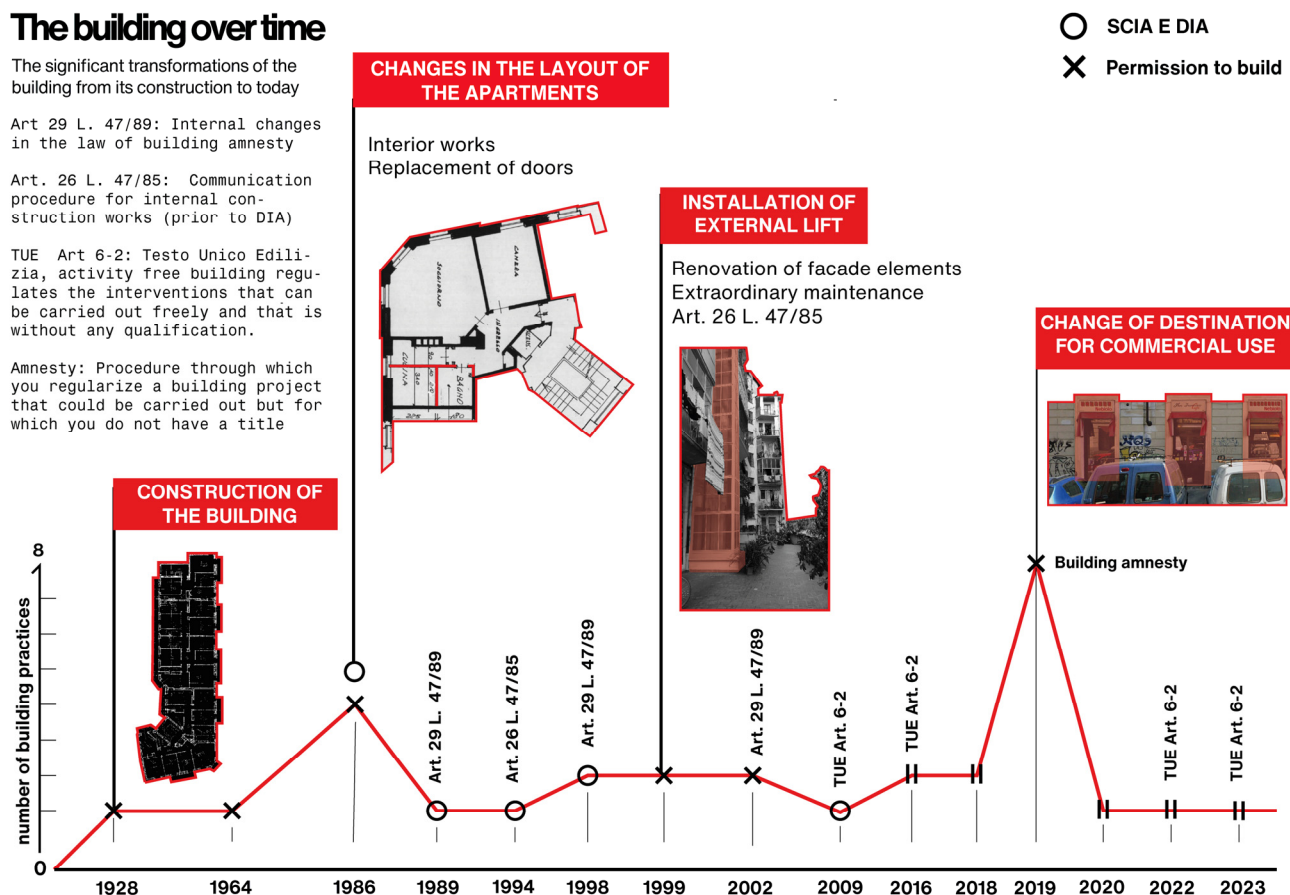 The building over time
The significant transformations of the
building from its construction to today
Art 29 L. 47/89: Internal changes
in the law of building amnesty
Art. 26 L. 47/85: Communication
procedure for internal con-
struction works (prior to DIA)
TUE Art 6-2: Testo Unico Edili-
zia, activity free building regu-
lates the interventions that can
be carried out freely and that is
without any qualification.
Amnesty: Procedure through which
you regularize a building project
that could be carried out but for
which you do not have a title
SCIA E DIA
Permission to build
CHANGES IN THE LAYOUT OF
THE APARTMENTS
Interior works
Replacement of doors
SOGGIORNO
CAMERA
INGRESSO
CUCINA
BAGNO
INSTALLATION OF
EXTERNAL LIFT
Renovation of facade elements
Extraordinary maintenance
Art. 26 L. 47/85
CHANGE OF DESTINATION
FOR COMMERCIAL USE
CONSTRUCTION OF
THE BUILDING
Building amnesty
8
number of building practices
0
Art. 29 L. 47/89
Art. 26 L. 47/85
Art. 29 L. 47/89
Art. 29 L. 47/89
TUE Art. 6-2
TUE Art. 6-2
TUE Art. 6-2
TUE Art. 6-2
1928 1964 1986 1989 1994 1998 1999 2002 2009 2016 2018 2019 2020 2022 2023